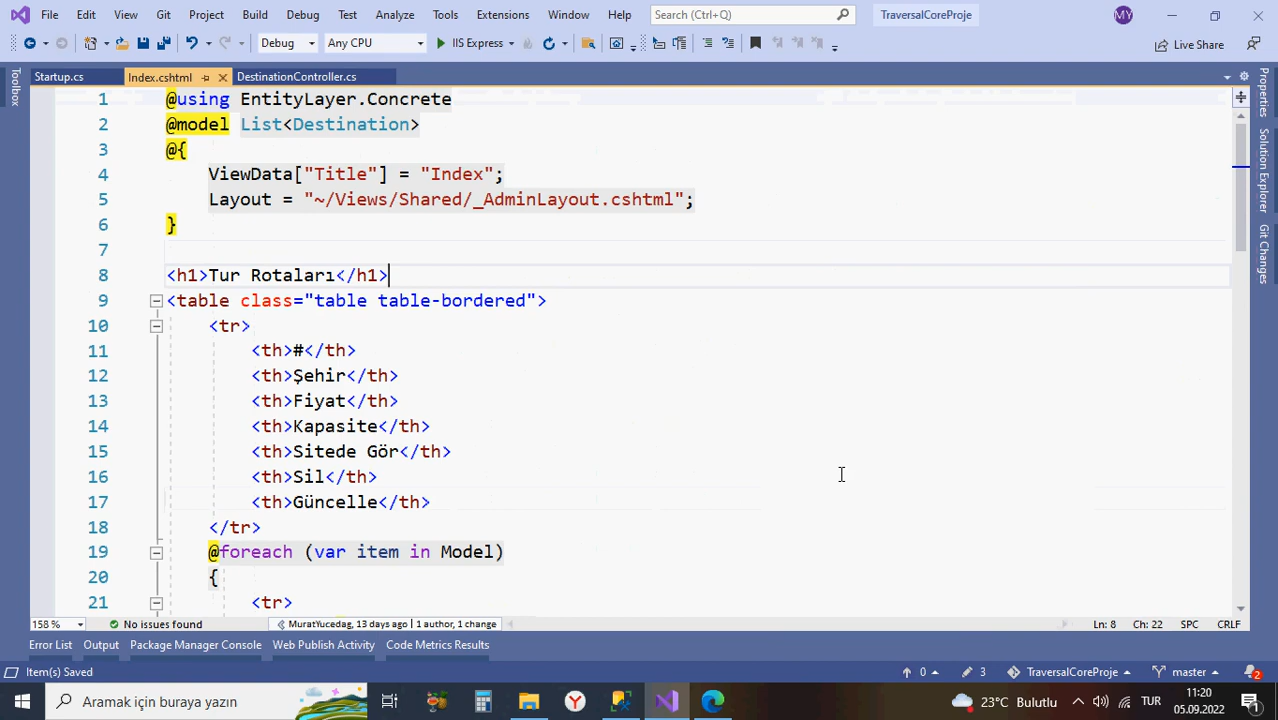 File Edit View Git Project Build Debug Test Analyze Tools Extensions Window Help Search (Ctrl+Q) TraversalCoreProje MY
Debug Any CPU IIS Express Live Share
Startup.cs Index.cshtml DestinationController.cs
Toolbox
Properties
Solution Explorer
Git Changes
1 @using EntityLayer.Concrete
2 @model List<Destination>
3 @{
4 ViewData["Title"] = "Index";
5 Layout = "~/Views/Shared/_AdminLayout.cshtml";
6 }
7
8 <h1>Tur Rotaları</h1>
9 <table class="table table-bordered">
10 <tr>
11 <th>#</th>
12 <th>Şehir</th>
13 <th>Fiyat</th>
14 <th>Kapasite</th>
15 <th>Sitede Gör</th>
16 <th>Sil</th>
17 <th>Güncelle</th>
18 </tr>
19 @foreach (var item in Model)
20 {
21 <tr>
158 % No issues found MuratYucedag, 13 days ago | 1 author, 1 change Ln: 8 Ch: 22 SPC CRLF
Error List Output Package Manager Console Web Publish Activity Code Metrics Results
Item(s) Saved 0 3 TraversalCoreProje master 2
Aramak için buraya yazın 23°C Bulutlu TUR 11:20
05.09.2022 1